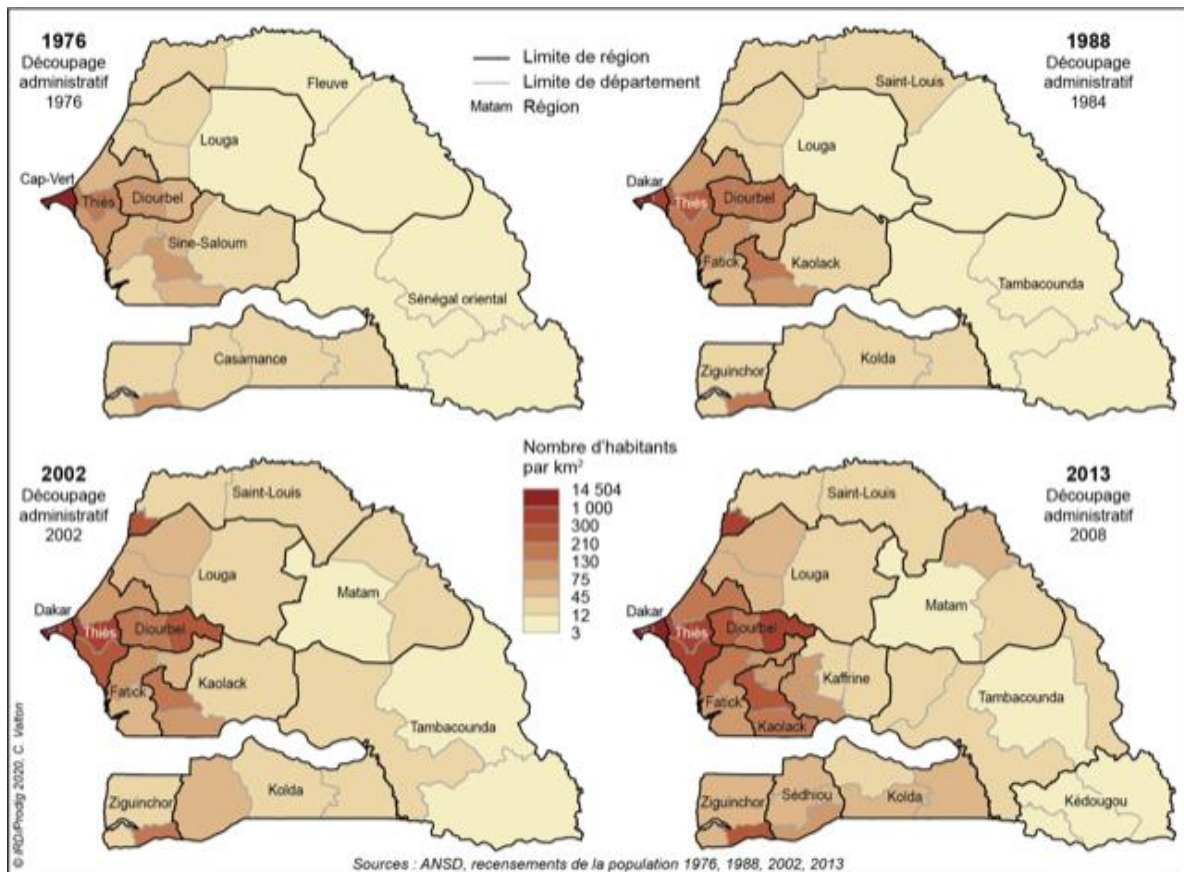 1976
Découpage
administratif
1976
Fleuve
Louga
Cap-Vert
Thiés
Diourbel
Sine-Saloum
Sénégal oriental
Casamance
Limite de région
Limite de département
Matam Région
1988
Découpage
administratif
1984
Saint-Louis
Louga
Dakar
Thiés
Diourbel
Fatick
Kaolack
Tambacounda
Ziguinchor
Kolda
2002
Découpage
administratif
2002
Saint-Louis
Louga
Matam
Dakar
Thiés
Diourbel
Fatick
Kaolack
Tambacounda
Ziguinchor
Kolda
Nombre d'habitants
par km²
14 504
1 000
300
210
130
75
45
12
3
2013
Découpage
administratif
2008
Saint-Louis
Louga
Matam
Dakar
Thiés
Diourbel
Kaffrine
Fatick
Kaolack
Tambacounda
Ziguinchor
Sédhiou
Kolda
Kédougou
© IRD/Prodig 2020, C. Valton
Sources : ANSD, recensements de la population 1976, 1988, 2002, 2013